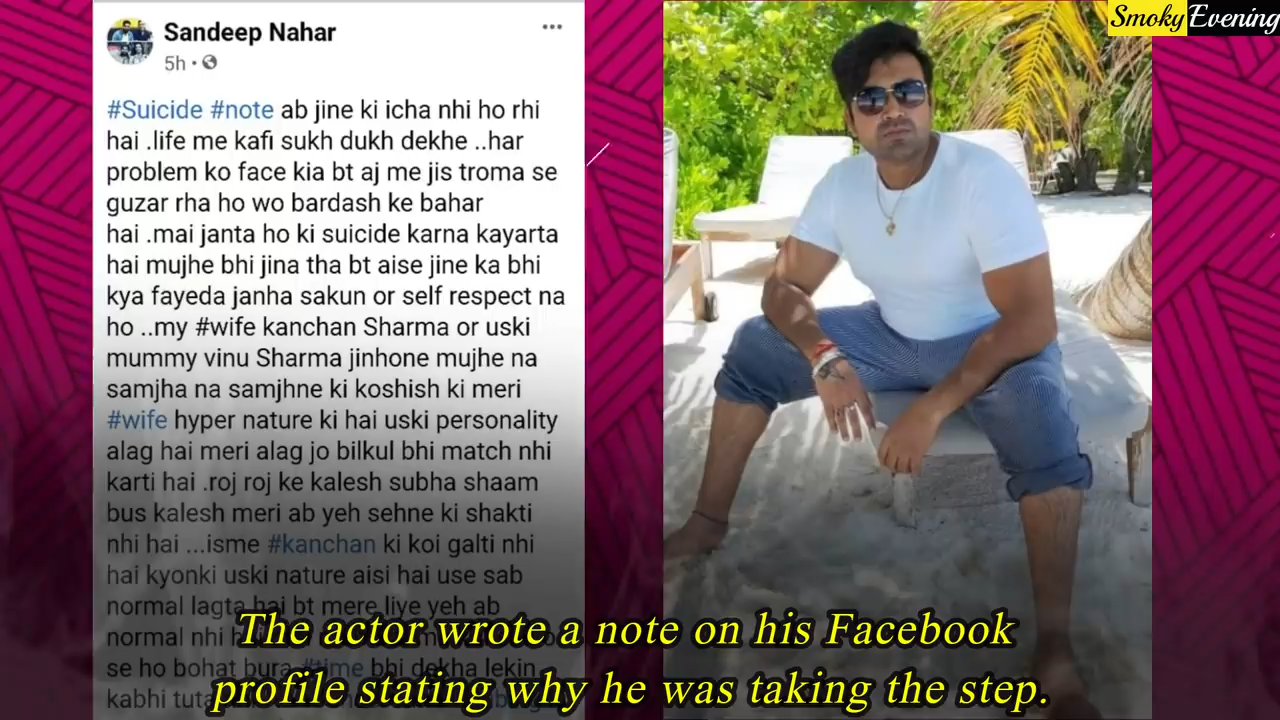 Sandeep Nahar
5h
#Suicide #note ab jine ki icha nhi ho rhi
hai .life me kafi sukh dukh dekhe ..har
problem ko face kia bt aj me jis troma se
guzar rha ho wo bardash ke bahar
hai .mai janta ho ki suicide karna kayarta
hai mujhe bhi jina tha bt aise jine ka bhi
kya fayeda janha sakun or self respect na
ho ..my #wife kanchan Sharma or uski
mummy vinu Sharma jinhone mujhe na
samjha na samjhne ki koshish ki meri
#wife hyper nature ki hai uski personality
alag hai meri alag jo bilkul bhi match nhi
karti hai .roj roj ke kalesh subha shaam
bus kalesh meri ab yeh sehne ki shakti
nhi hai ...isme #kanchan ki koi galti nhi
hai kyonki uski nature aisi hai use sab
normal lagta hai bt mere liye yeh ab
normal nhi
se ho bohat bura #time bhi dekha lekin
kabhi
Smoky Evening
The actor wrote a note on his Facebook
profile stating why he was taking the step.